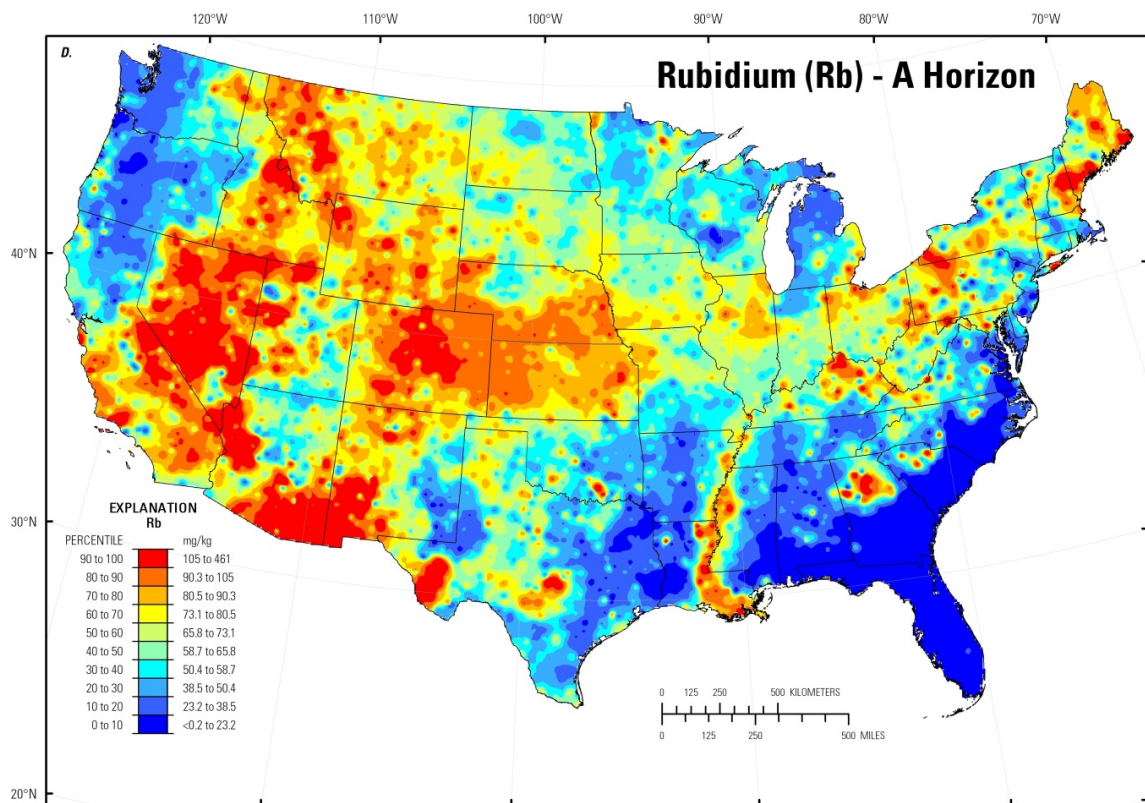 120°W 110°W 100°W 90°W 80°W 70°W
D.
Rubidium (Rb) - A Horizon
40°N
30°N
20°N
EXPLANATION
Rb
PERCENTILE mg/kg
90 to 100 105 to 461
80 to 90 90.3 to 105
70 to 80 80.5 to 90.3
60 to 70 73.1 to 80.5
50 to 60 65.8 to 73.1
40 to 50 58.7 to 65.8
30 to 40 50.4 to 58.7
20 to 30 38.5 to 50.4
10 to 20 23.2 to 38.5
0 to 10 <0.2 to 23.2
0 125 250 500 KILOMETERS
0 125 250 500 MILES